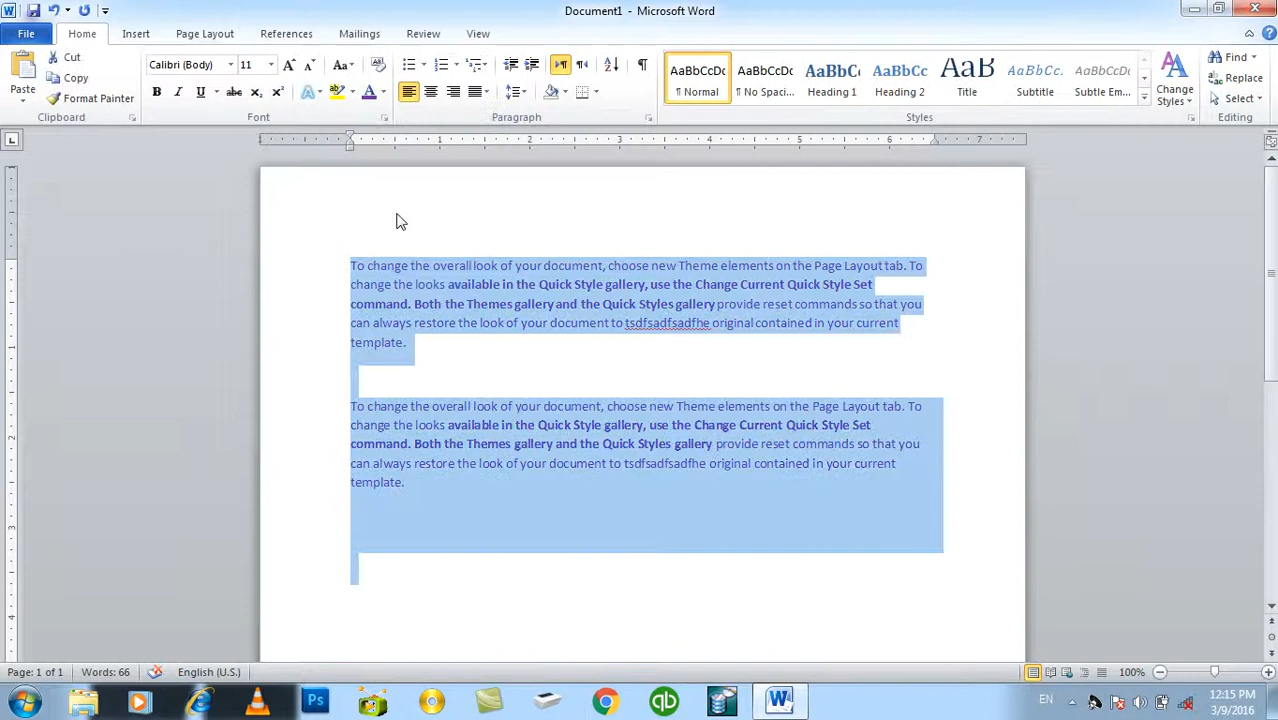 Document1 - Microsoft Word
File Home Insert Page Layout References Mailings Review View
Cut
Copy
Format Painter
Paste
Clipboard
Calibri (Body) 11
Font
Paragraph
AaBbCcDc AaBbCcDc AaBbC AaBbCc AaB AaBbCc. AaBbCcDc
¶ Normal ¶ No Spaci... Heading 1 Heading 2 Title Subtitle Subtle Em...
Change Styles
Styles
Find
Replace
Select
Editing
1 2 3 4 5 6 7
To change the overall look of your document, choose new Theme elements on the Page Layout tab. To
change the looks available in the Quick Style gallery, use the Change Current Quick Style Set
command. Both the Themes gallery and the Quick Styles gallery provide reset commands so that you
can always restore the look of your document to tsdfsadfsadfhe original contained in your current
template.
To change the overall look of your document, choose new Theme elements on the Page Layout tab. To
change the looks available in the Quick Style gallery, use the Change Current Quick Style Set
command. Both the Themes gallery and the Quick Styles gallery provide reset commands so that you
can always restore the look of your document to tsdfsadfsadfhe original contained in your current
template.
Page: 1 of 1 Words: 66 English (U.S.) 100%
EN 12:15 PM
3/9/2016